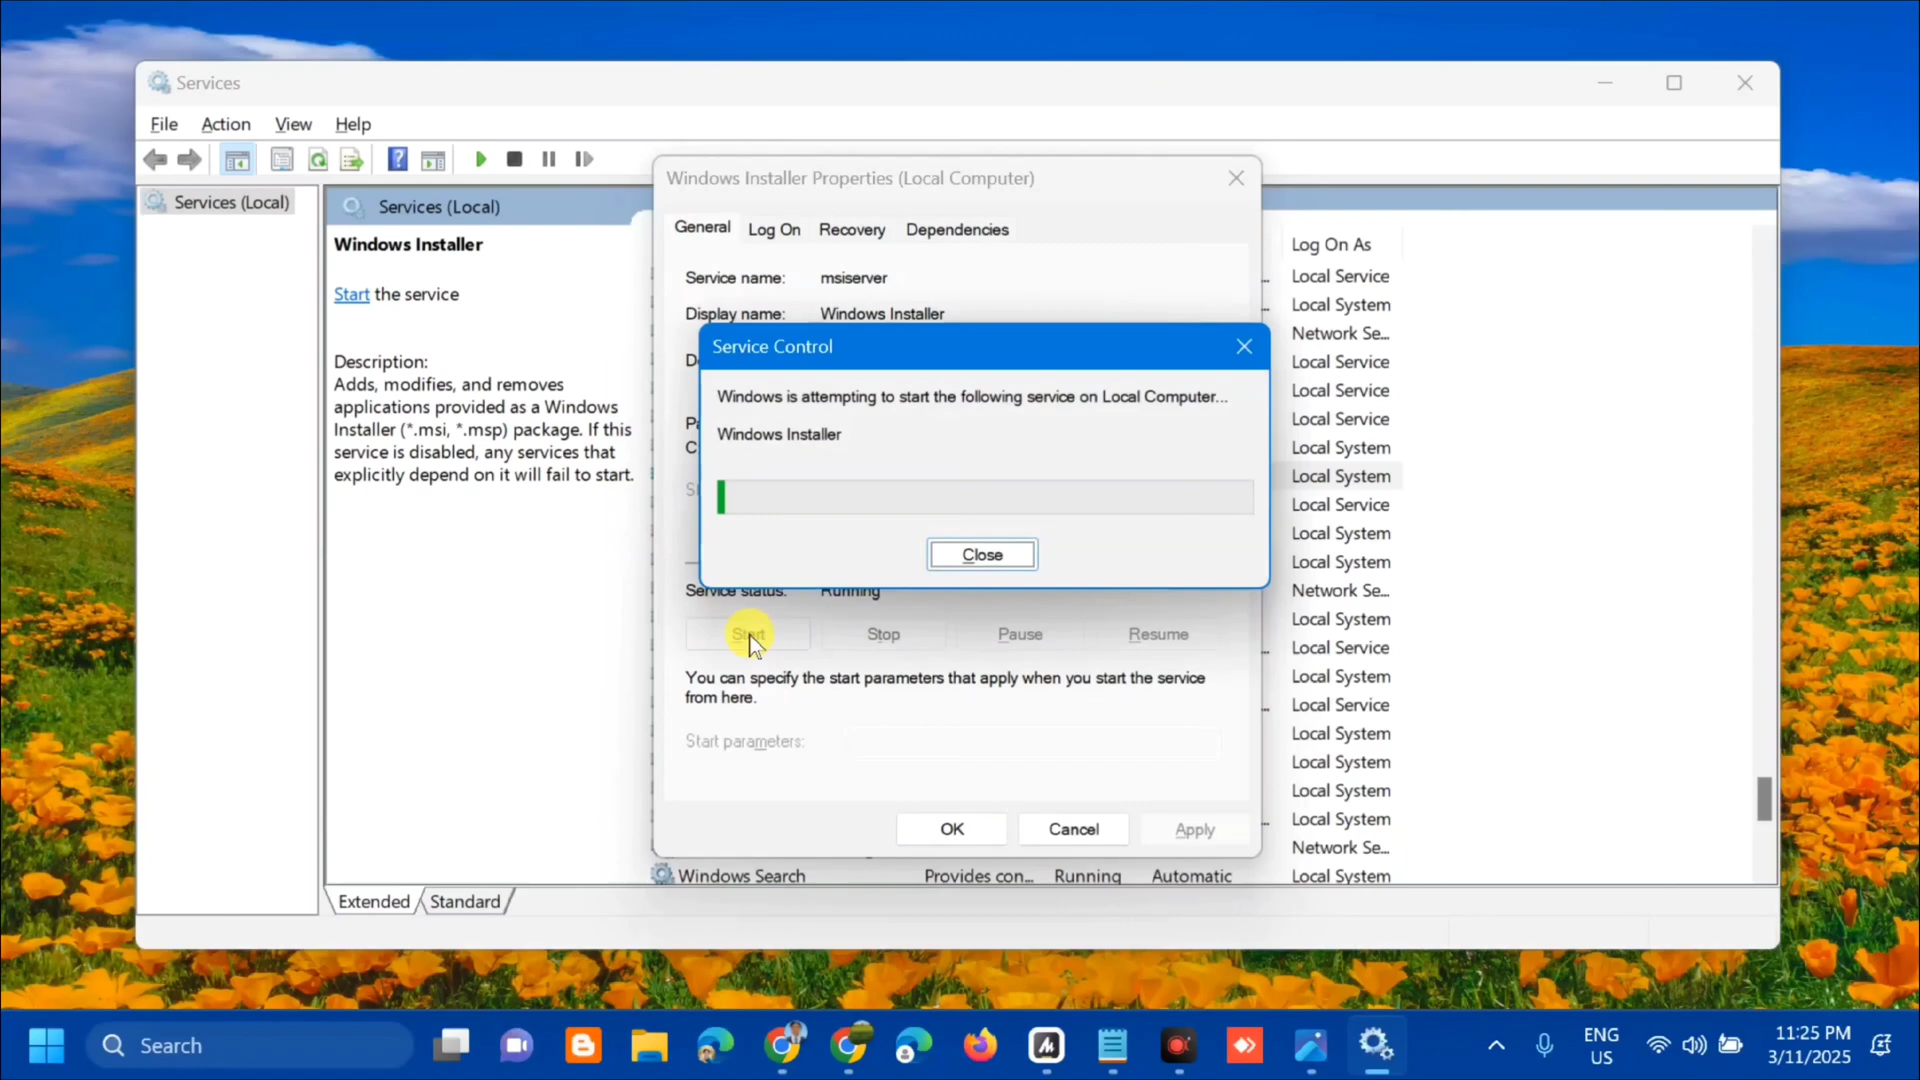 Services
File Action View Help
Services (Local)
Services (Local)
Windows Installer
Start the service
Description:
Adds, modifies, and removes
applications provided as a Windows
Installer (*.msi, *.msp) package. If this
service is disabled, any services that
explicitly depend on it will fail to start.
Windows Installer Properties (Local Computer)
General Log On Recovery Dependencies
Service name: msiserver
Display name: Windows Installer
Service Control
Windows is attempting to start the following service on Local Computer...
Windows Installer
Close
Service status: Running
Start Stop Pause Resume
You can specify the start parameters that apply when you start the service
from here.
Start parameters:
OK Cancel Apply
Log On As
Local Service
Local System
Network Se...
Local Service
Local Service
Local Service
Local System
Local System
Local Service
Local System
Local System
Network Se...
Local System
Local Service
Local System
Local Service
Local System
Local System
Local System
Local System
Network Se...
Windows Search Provides con... Running Automatic Local System
Extended Standard
Search
ENG
US
11:25 PM
3/11/2025